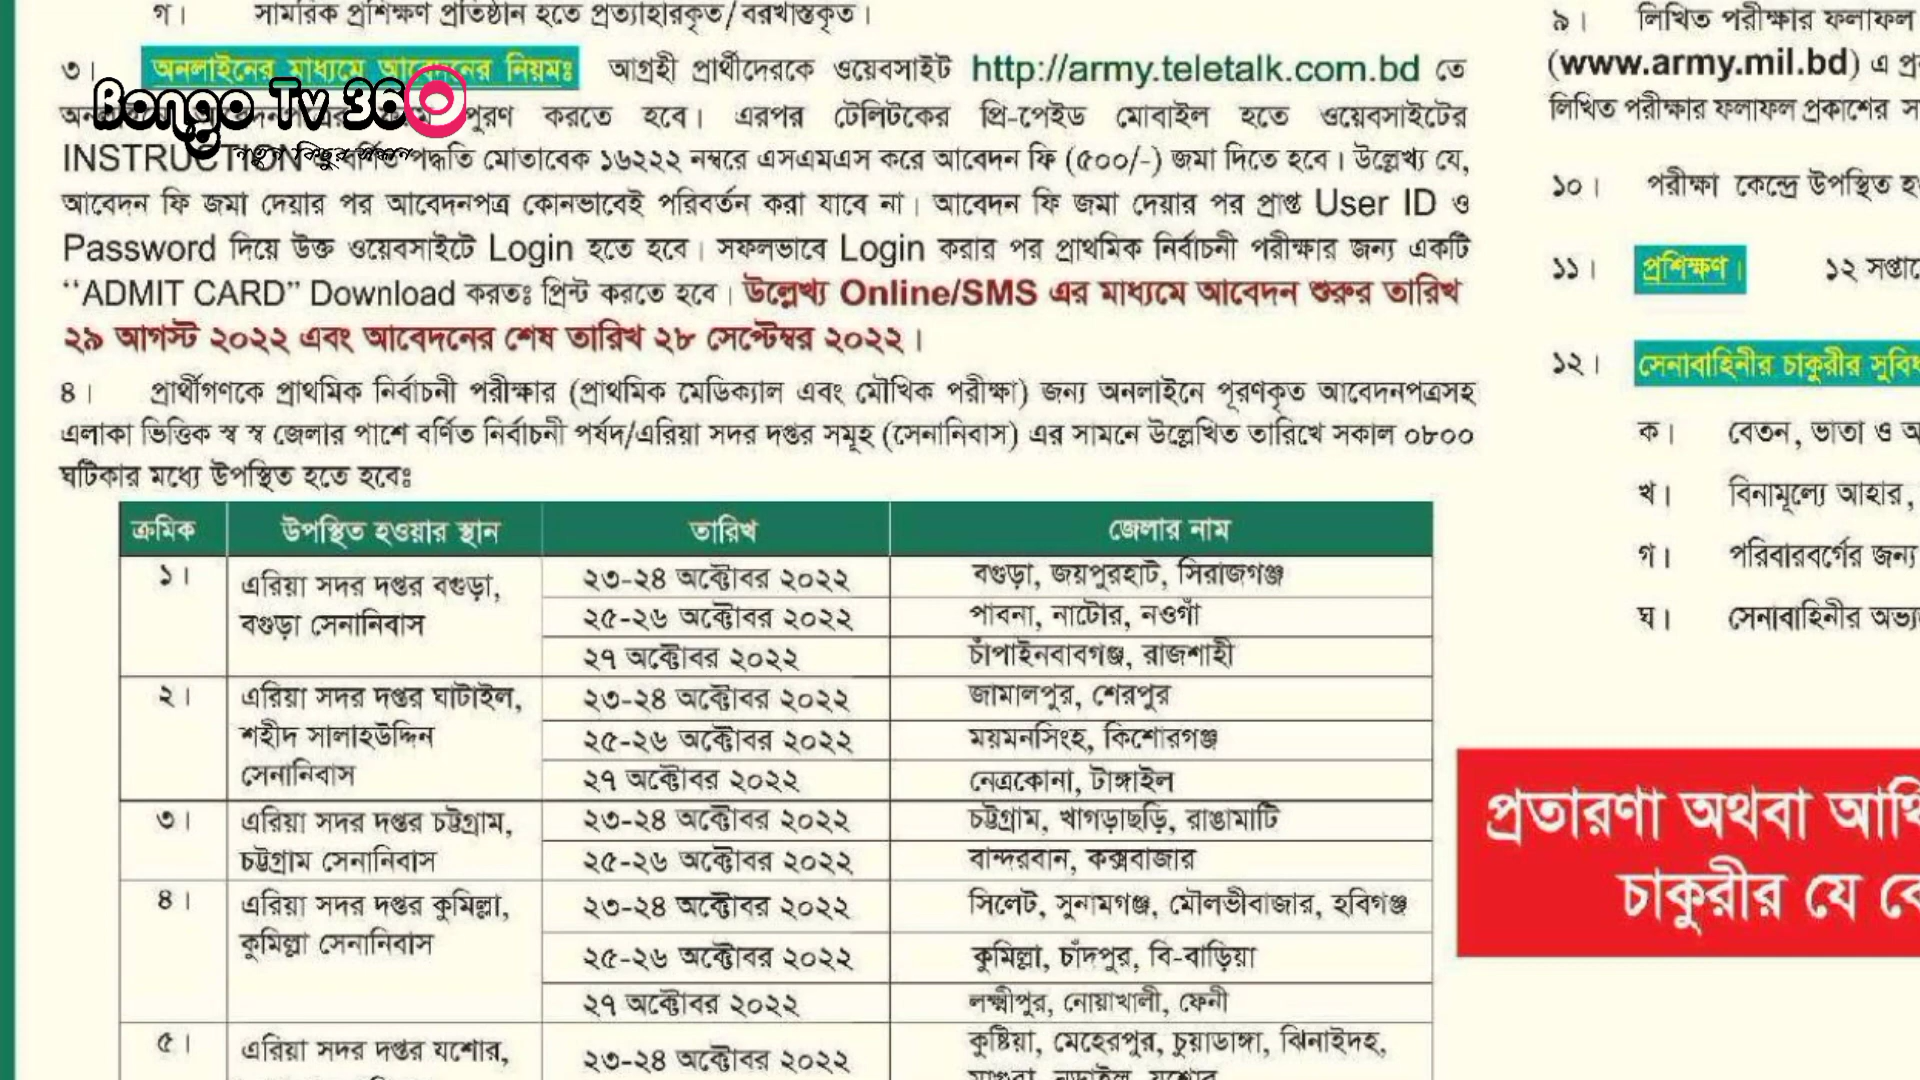 গ। সামরিক প্রশিক্ষণ প্রতিষ্ঠান হতে প্রত্যাহারকৃত/বরখাস্তকৃত।
৩। অনলাইনের মাধ্যমে আবেদনের নিয়মঃ আগ্রহী প্রার্থীদেরকে ওয়েবসাইট http://army.teletalk.com.bd তে
পুরণ করতে হবে। এরপর টেলিটকের প্রি-পেইড মোবাইল হতে ওয়েবসাইটের
INSTRUCTION এ বর্ণিত পদ্ধতি মোতাবেক ১৬২২২ নম্বরে এসএমএস করে আবেদন ফি (৫০০/-) জমা দিতে হবে। উল্লেখ্য যে,
আবেদন ফি জমা দেয়ার পর আবেদনপত্র কোনভাবেই পরিবর্তন করা যাবে না। আবেদন ফি জমা দেয়ার পর প্রাপ্ত User ID ও
Password দিয়ে উক্ত ওয়েবসাইটে Login হতে হবে। সফলভাবে Login করার পর প্রাথমিক নির্বাচনী পরীক্ষার জন্য একটি
“ADMIT CARD” Download করতঃ প্রিন্ট করতে হবে। উল্লেখ্য Online/SMS এর মাধ্যমে আবেদন শুরুর তারিখ
২৯ আগস্ট ২০২২ এবং আবেদনের শেষ তারিখ ২৮ সেপ্টেম্বর ২০২২।
Bongo Tv 360
নতুন কিছুর সন্ধান
৪। প্রার্থীগণকে প্রাথমিক নির্বাচনী পরীক্ষার (প্রাথমিক মেডিক্যাল এবং মৌখিক পরীক্ষা) জন্য অনলাইনে পূরণকৃত আবেদনপত্রসহ
এলাকা ভিত্তিক স্ব স্ব জেলার পাশে বর্ণিত নির্বাচনী পর্ষদ/এরিয়া সদর দপ্তর সমূহ (সেনানিবাস) এর সামনে উল্লেখিত তারিখে সকাল ০৮০০
ঘটিকার মধ্যে উপস্থিত হতে হবেঃ
ক্রমিক উপস্থিত হওয়ার স্থান তারিখ জেলার নাম
১। এরিয়া সদর দপ্তর বগুড়া, ২৩-২৪ অক্টোবর ২০২২ বগুড়া, জয়পুরহাট, সিরাজগঞ্জ
বগুড়া সেনানিবাস ২৫-২৬ অক্টোবর ২০২২ পাবনা, নাটোর, নওগাঁ
২৭ অক্টোবর ২০২২ চাঁপাইনবাবগঞ্জ, রাজশাহী
২। এরিয়া সদর দপ্তর ঘাটাইল, ২৩-২৪ অক্টোবর ২০২২ জামালপুর, শেরপুর
শহীদ সালাহউদ্দিন ২৫-২৬ অক্টোবর ২০২২ ময়মনসিংহ, কিশোরগঞ্জ
সেনানিবাস ২৭ অক্টোবর ২০২২ নেত্রকোনা, টাঙ্গাইল
৩। এরিয়া সদর দপ্তর চট্টগ্রাম, ২৩-২৪ অক্টোবর ২০২২ চট্টগ্রাম, খাগড়াছড়ি, রাঙামাটি
চট্টগ্রাম সেনানিবাস ২৫-২৬ অক্টোবর ২০২২ বান্দরবান, কক্সবাজার
৪। এরিয়া সদর দপ্তর কুমিল্লা, ২৩-২৪ অক্টোবর ২০২২ সিলেট, সুনামগঞ্জ, মৌলভীবাজার, হবিগঞ্জ
কুমিল্লা সেনানিবাস ২৫-২৬ অক্টোবর ২০২২ কুমিল্লা, চাঁদপুর, বি-বাড়িয়া
২৭ অক্টোবর ২০২২ লক্ষ্মীপুর, নোয়াখালী, ফেনী
৫। এরিয়া সদর দপ্তর যশোর, ২৩-২৪ অক্টোবর ২০২২ কুষ্টিয়া, মেহেরপুর, চুয়াডাঙ্গা, ঝিনাইদহ,
মাগুরা, নড়াইল, যশোর
৯। লিখিত পরীক্ষার ফলাফল
(www.army.mil.bd) এ
লিখিত পরীক্ষার ফলাফল প্রকাশের
১০। পরীক্ষা কেন্দ্রে উপস্থিত
১১। প্রশিক্ষণ। ১২
১২। সেনাবাহিনীর চাকুরীর
ক। বেতন, ভাতা ও
খ। বিনামূল্যে আহার,
গ। পরিবারবর্গের জন্য
ঘ। সেনাবাহিনীর
প্রতারণা অথবা
চাকুরীর যে